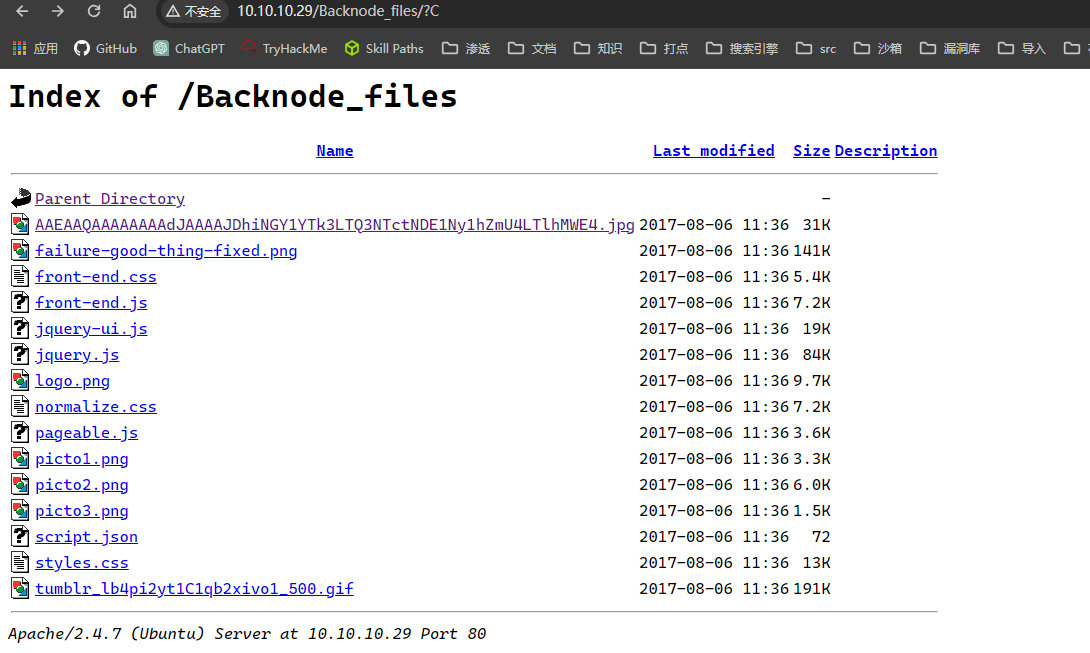 不安全 10.10.10.29/Backnode_files/?C
应用 GitHub ChatGPT TryHackMe Skill Paths 渗透 文档 知识 打点 搜索引擎 src 沙箱 漏洞库 导入
Index of /Backnode_files
Name Last modified Size Description
Parent Directory -
AAEAAQAAAAAAAAdJAAAAJDhiNGY1YTk3LTQ3NTctNDE1Ny1hZmU4LTlhMWE4.jpg 2017-08-06 11:36 31K
failure-good-thing-fixed.png 2017-08-06 11:36 141K
front-end.css 2017-08-06 11:36 5.4K
front-end.js 2017-08-06 11:36 7.2K
jquery-ui.js 2017-08-06 11:36 19K
jquery.js 2017-08-06 11:36 84K
logo.png 2017-08-06 11:36 9.7K
normalize.css 2017-08-06 11:36 7.2K
pageable.js 2017-08-06 11:36 3.6K
picto1.png 2017-08-06 11:36 3.3K
picto2.png 2017-08-06 11:36 6.0K
picto3.png 2017-08-06 11:36 1.5K
script.json 2017-08-06 11:36 72
styles.css 2017-08-06 11:36 13K
tumblr_lb4pi2yt1C1qb2xivo1_500.gif 2017-08-06 11:36 191K
Apache/2.4.7 (Ubuntu) Server at 10.10.10.29 Port 80